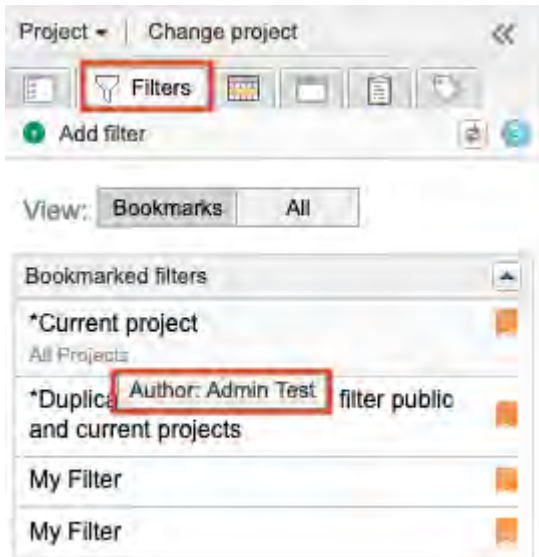 Project Change project
Filters
Add filter
View: Bookmarks All
Bookmarked filters
*Current project
All Projects
*Duplica Author: Admin Test filter public
and current projects
My Filter
My Filter